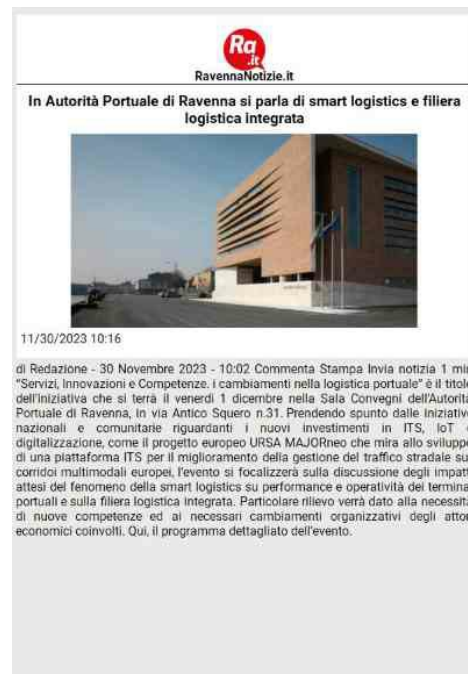 Ra
.it
RavennaNotizie.it
In Autorità Portuale di Ravenna si parla di smart logistics e filiera
logistica integrata
11/30/2023 10:16
di Redazione - 30 Novembre 2023 - 10:02 Commenta Stampa Invia notizia 1 min
"Servizi, Innovazioni e Competenze. i cambiamenti nella logistica portuale" è il titolo
dell'iniziativa che si terrà il venerdì 1 dicembre nella Sala Convegni dell'Autorità
Portuale di Ravenna, in via Antico Squero n.31. Prendendo spunto dalle iniziative
nazionali e comunitarie riguardanti i nuovi investimenti in ITS, IoT e
digitalizzazione, come il progetto europeo URSA MAJORneo che mira allo sviluppo
di una piattaforma ITS per il miglioramento della gestione del traffico stradale sui
corridoi multimodali europei, l'evento si focalizzerà sulla discussione degli impatti
attesi del fenomeno della smart logistics su performance e operatività dei terminal
portuali e sulla filiera logistica integrata. Particolare rilievo verrà dato alla necessità
di nuove competenze ed ai necessari cambiamenti organizzativi degli attori
economici coinvolti. Qui, il programma dettagliato dell'evento.